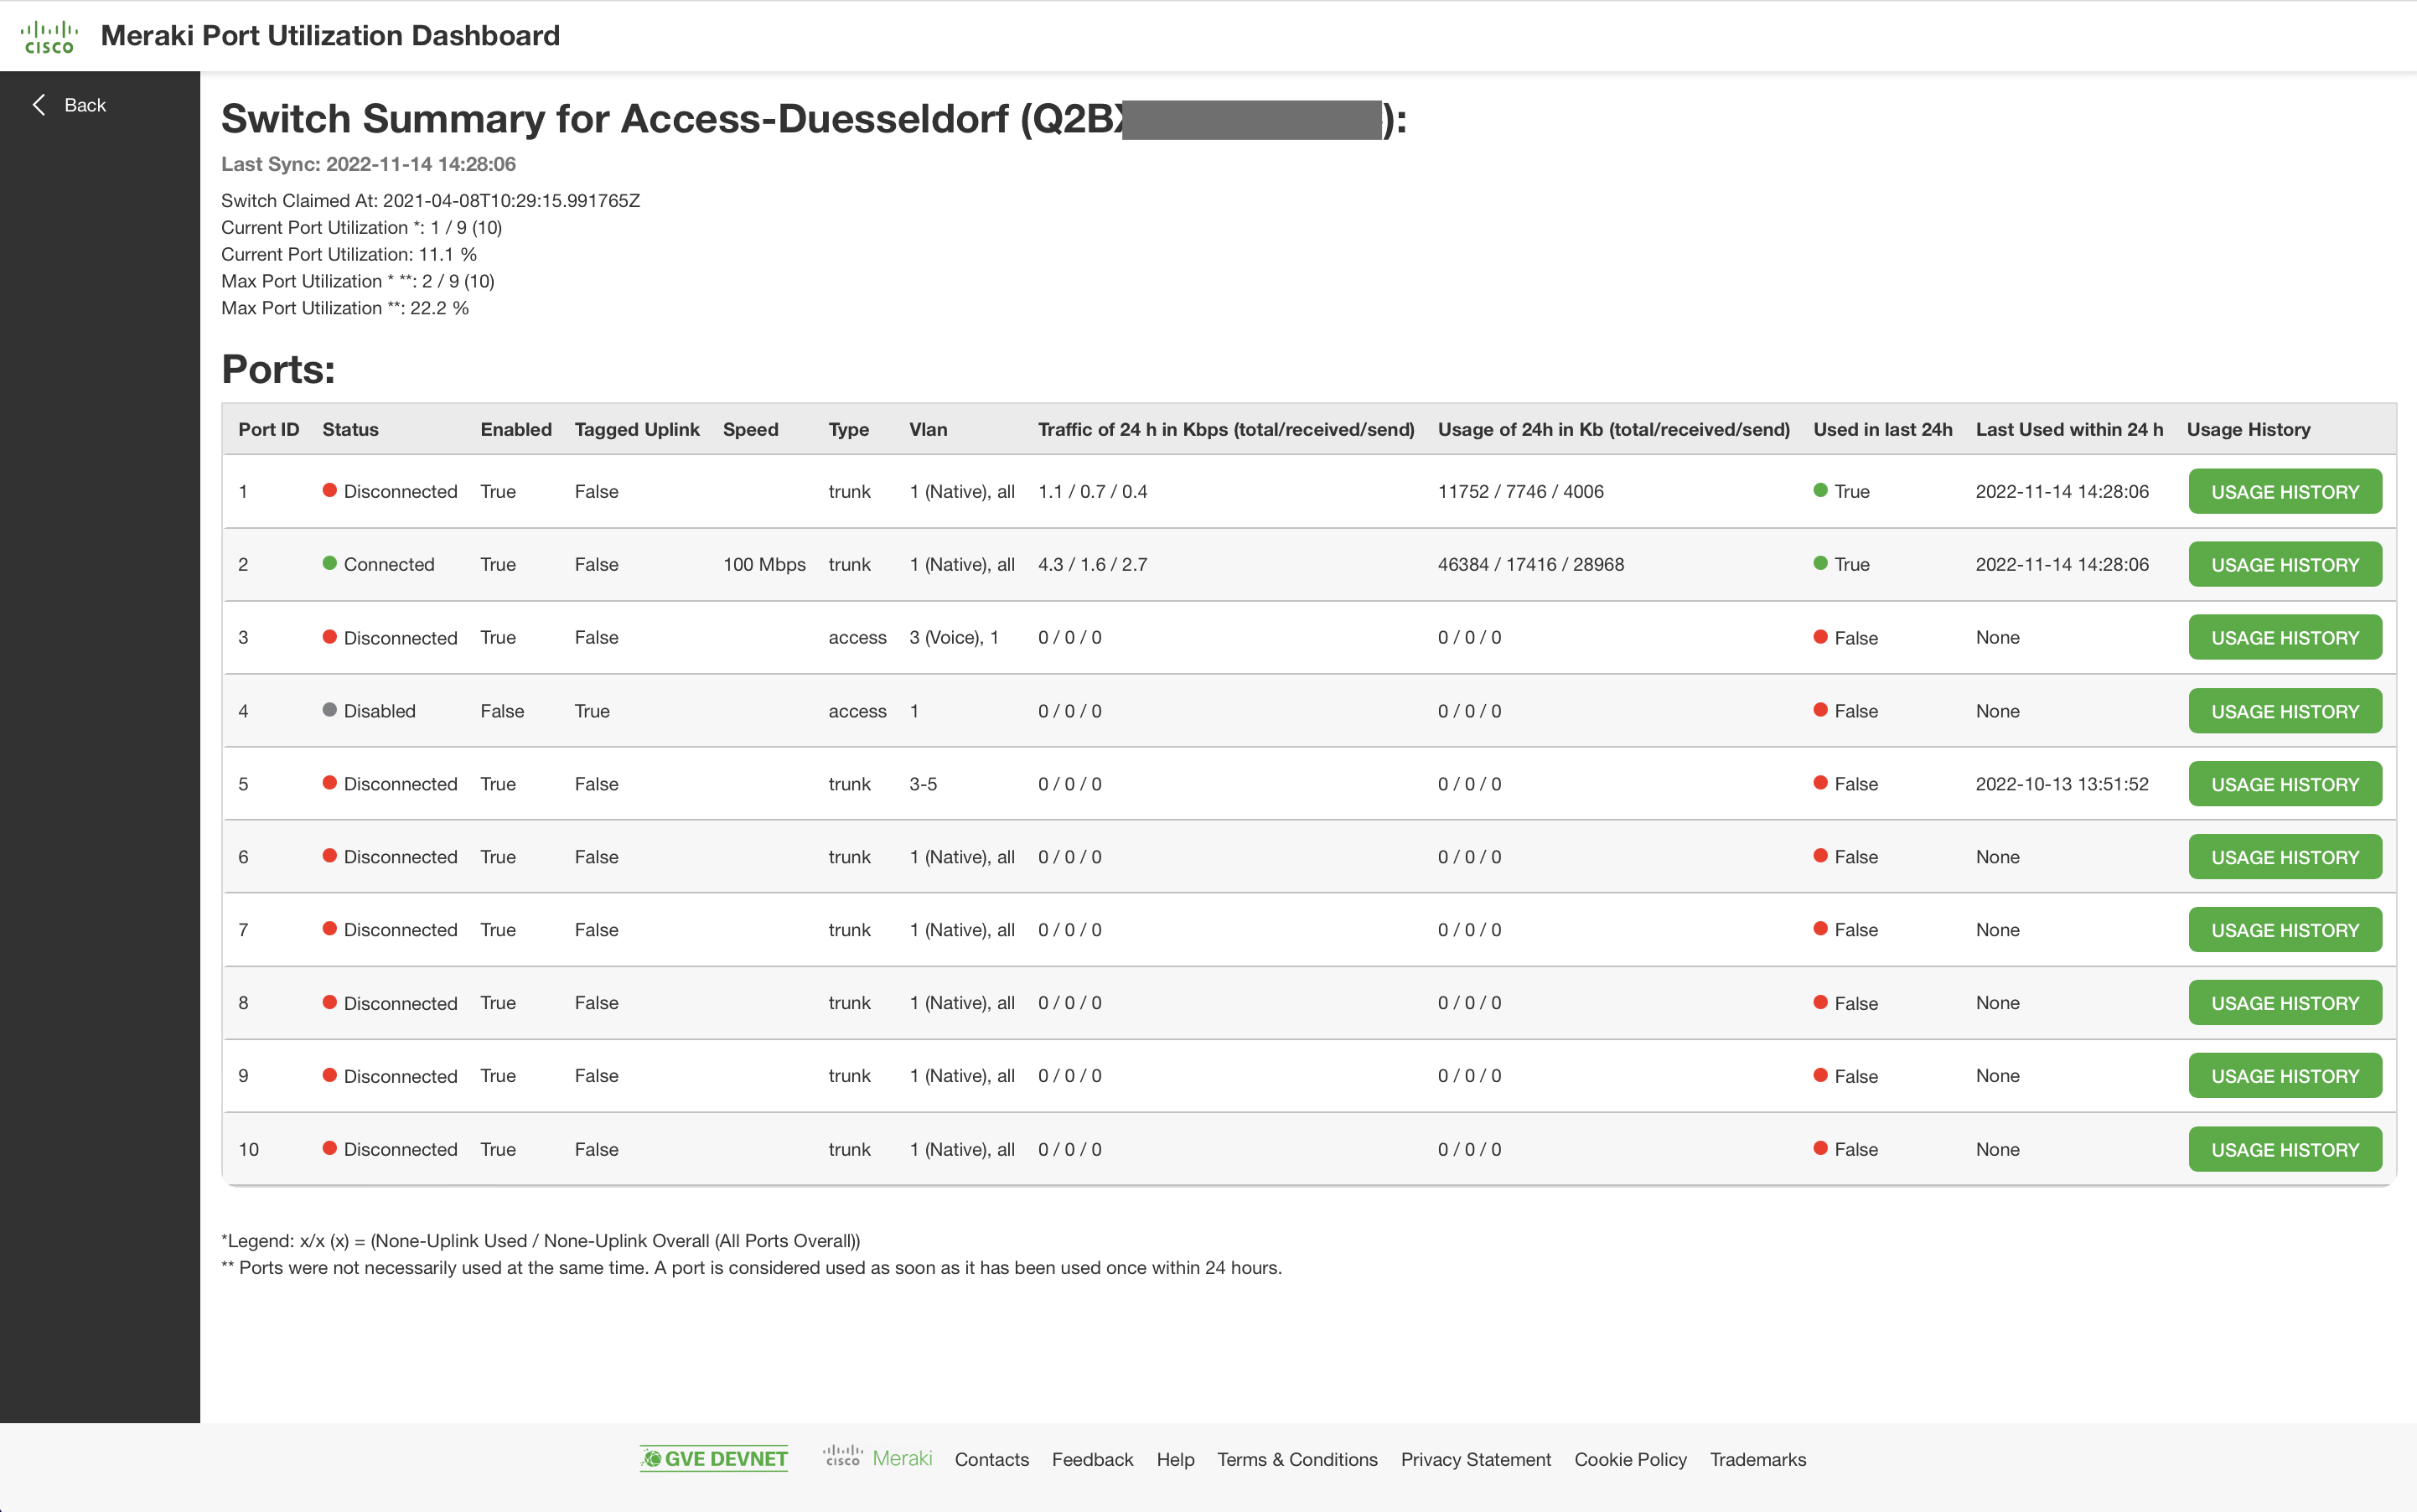 CISCO Meraki Port Utilization Dashboard
Back
Switch Summary for Access-Duesseldorf (Q2BX):
Last Sync: 2022-11-14 14:28:06
Switch Claimed At: 2021-04-08T10:29:15.991765Z
Current Port Utilization *: 1 / 9 (10)
Current Port Utilization: 11.1 %
Max Port Utilization * **: 2 / 9 (10)
Max Port Utilization **: 22.2 %
Ports:
Port ID Status Enabled Tagged Uplink Speed Type Vlan Traffic of 24 h in Kbps (total/received/send) Usage of 24h in Kb (total/received/send) Used in last 24h Last Used within 24 h Usage History
1 Disconnected True False trunk 1 (Native), all 1.1 / 0.7 / 0.4 11752 / 7746 / 4006 True 2022-11-14 14:28:06 USAGE HISTORY
2 Connected True False 100 Mbps trunk 1 (Native), all 4.3 / 1.6 / 2.7 46384 / 17416 / 28968 True 2022-11-14 14:28:06 USAGE HISTORY
3 Disconnected True False access 3 (Voice), 1 0 / 0 / 0 0 / 0 / 0 False None USAGE HISTORY
4 Disabled False True access 1 0 / 0 / 0 0 / 0 / 0 False None USAGE HISTORY
5 Disconnected True False trunk 3-5 0 / 0 / 0 0 / 0 / 0 False 2022-10-13 13:51:52 USAGE HISTORY
6 Disconnected True False trunk 1 (Native), all 0 / 0 / 0 0 / 0 / 0 False None USAGE HISTORY
7 Disconnected True False trunk 1 (Native), all 0 / 0 / 0 0 / 0 / 0 False None USAGE HISTORY
8 Disconnected True False trunk 1 (Native), all 0 / 0 / 0 0 / 0 / 0 False None USAGE HISTORY
9 Disconnected True False trunk 1 (Native), all 0 / 0 / 0 0 / 0 / 0 False None USAGE HISTORY
10 Disconnected True False trunk 1 (Native), all 0 / 0 / 0 0 / 0 / 0 False None USAGE HISTORY
*Legend: x/x (x) = (None-Uplink Used / None-Uplink Overall (All Ports Overall))
** Ports were not necessarily used at the same time. A port is considered used as soon as it has been used once within 24 hours.
GVE DEVNET CISCO Meraki Contacts Feedback Help Terms & Conditions Privacy Statement Cookie Policy Trademarks